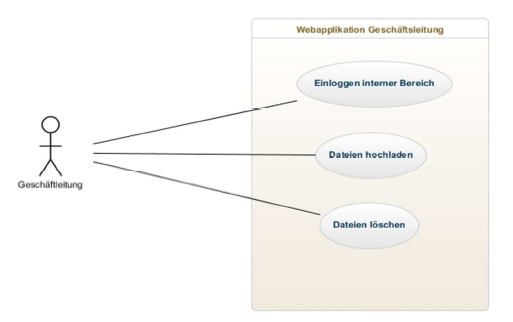 Webapplikation Geschäftsleitung
Einloggen interner Bereich
Dateien hochladen
Geschäftleitung
Dateien löschen